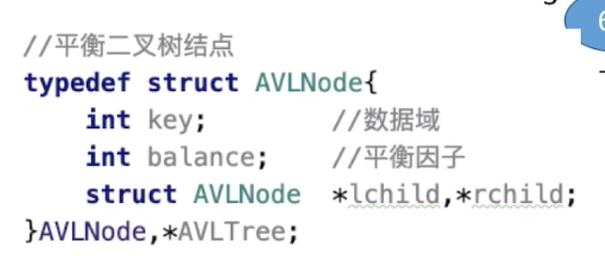 //平衡二叉树结点
typedef struct AVLNode{
    int key;        //数据域
    int balance;    //平衡因子
    struct AVLNode  *lchild,*rchild;
}AVLNode,*AVLTree;